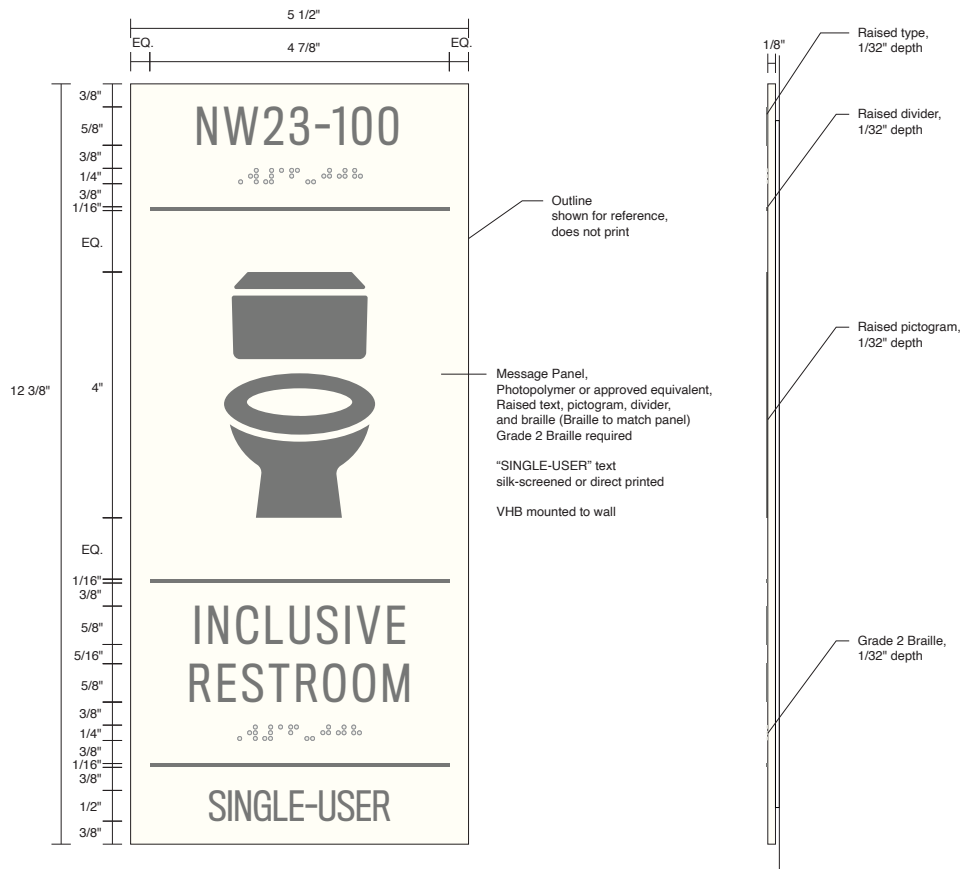 5 1/2"
EQ.
4 7/8"
EQ.
3/8"
5/8"
3/8"
1/4"
3/8"
1/16"
EQ.
4"
12 3/8"
EQ.
1/16"
3/8"
5/8"
5/16"
5/8"
3/8"
1/4"
3/8"
1/16"
3/8"
1/2"
3/8"
NW23-100
INCLUSIVE
RESTROOM
SINGLE-USER
Outline
shown for reference,
does not print
Message Panel,
Photopolymer or approved equivalent,
Raised text, pictogram, divider,
and braille (Braille to match panel)
Grade 2 Braille required
“SINGLE-USER” text
silk-screened or direct printed
VHB mounted to wall
1/8"
Raised type,
1/32" depth
Raised divider,
1/32" depth
Raised pictogram,
1/32" depth
Grade 2 Braille,
1/32" depth